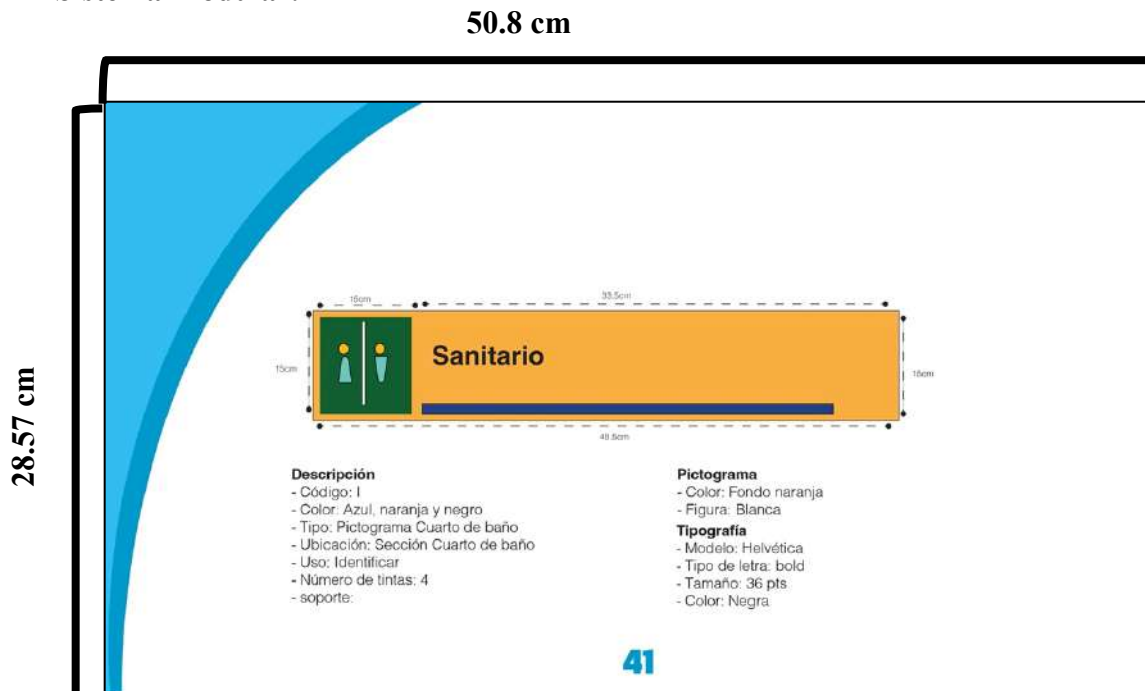 50.8 cm
28.57 cm
15cm
33.5cm
15cm
Sanitario
15cm
48.5cm
Descripción
- Código: I
- Color: Azul, naranja y negro
- Tipo: Pictograma Cuarto de baño
- Ubicación: Sección Cuarto de baño
- Uso: Identificar
- Número de tintas: 4
- soporte:
Pictograma
- Color: Fondo naranja
- Figura: Blanca
Tipografía
- Modelo: Helvética
- Tipo de letra: bold
- Tamaño: 36 pts
- Color: Negra
41